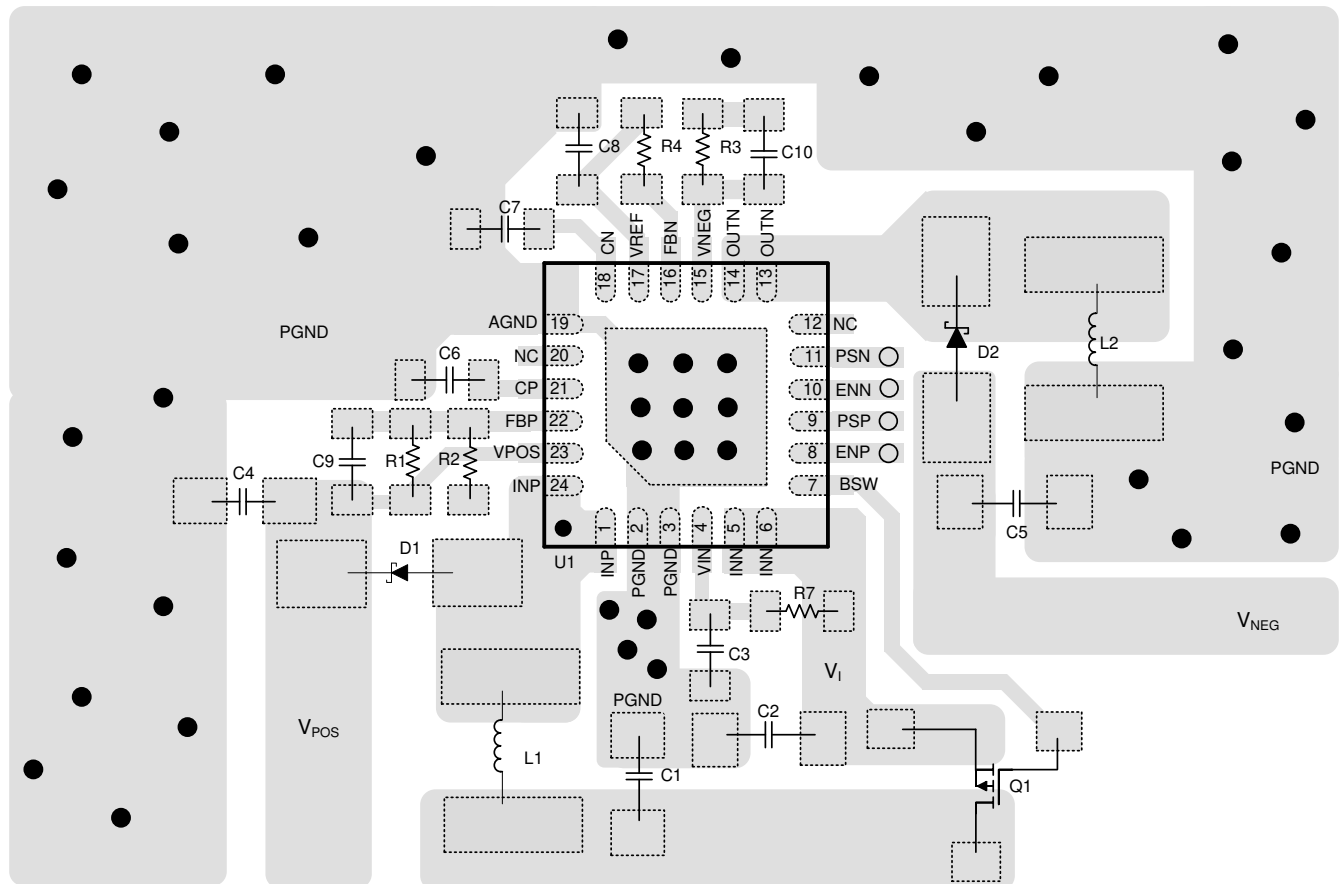 C8
R4
R3
C10
C7
CN
VREF
FBN
VNEG
OUTN
OUTN
18
17
16
15
14
13
PGND
AGND
19
12
NC
D2
L2
NC
20
11
PSN
C6
CP
21
10
ENN
FBP
22
9
PSP
C9
R1
R2
VPOS
23
8
ENP
C4
INP
24
7
BSW
PGND
C5
1
2
3
4
5
6
D1
U1
INP
PGND
PGND
VIN
INN
INN
R7
VNEG
C3
VI
PGND
VPOS
C2
L1
C1
Q1